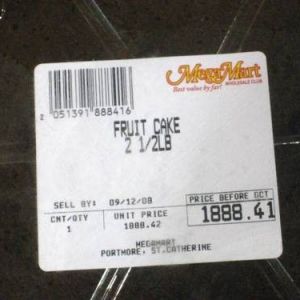 MegaMart
WHOLESALE CLUB
Best value by far!
2 051391 888416
FRUIT CAKE
2 1/2LB
SELL BY: 09/12/08
PRICE BEFORE GCT
1888.41
CNT/QTY UNIT PRICE
1 1888.42
MEGAMART
PORTMORE, ST.CATHERINE